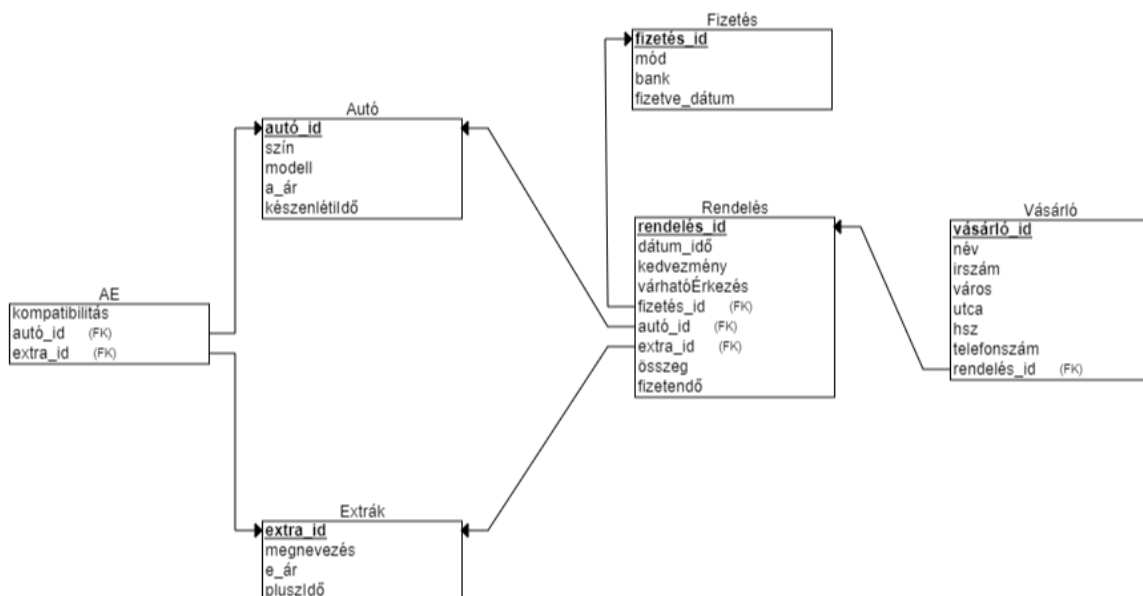 Fizetés
fizetés_id
mód
bank
fizetve_dátum
Autó
autó_id
szín
modell
a_ár
készenlétiIdő
Rendelés
rendelés_id
dátum_idő
kedvezmény
várhatóÉrkezés
fizetés_id (FK)
autó_id (FK)
extra_id (FK)
összeg
fizetendő
Vásárló
vásárló_id
név
irszám
város
utca
hsz
telefonszám
rendelés_id (FK)
AE
kompatibilitás
autó_id (FK)
extra_id (FK)
Extrák
extra_id
megnevezés
e_ár
pluszIdő